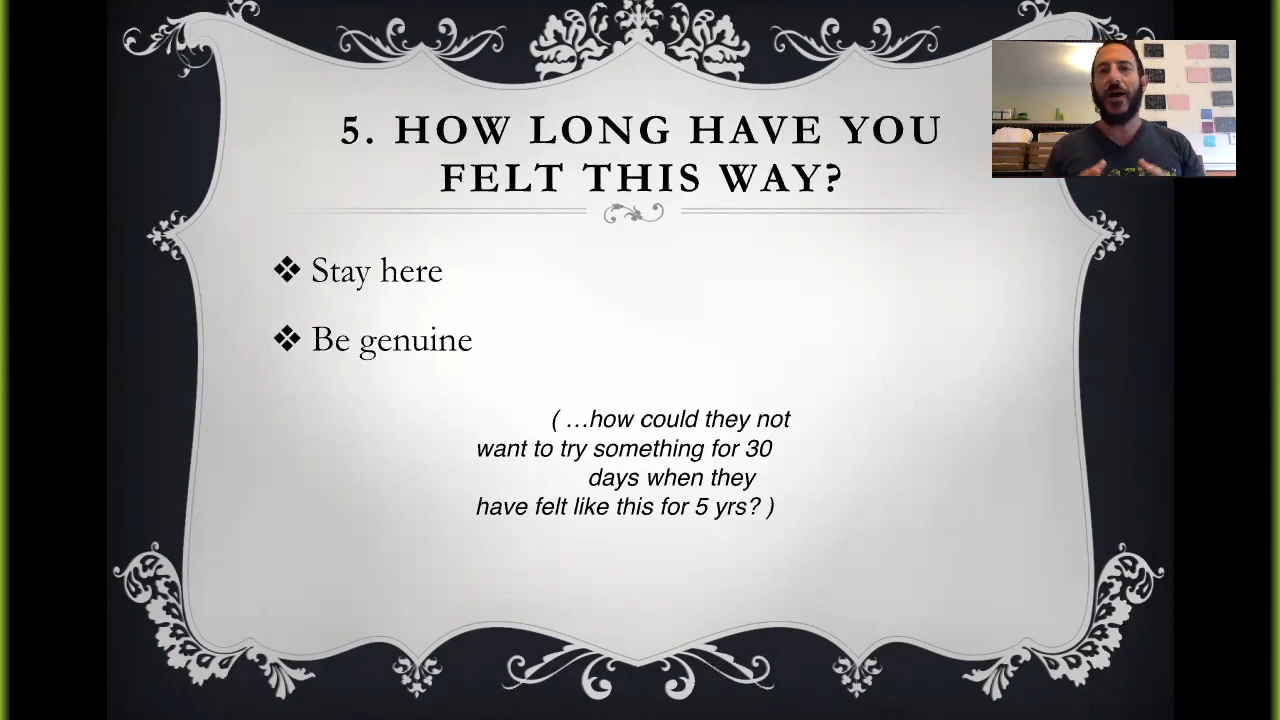 5. HOW LONG HAVE YOU
FELT THIS WAY?
❖ Stay here
❖ Be genuine
( …how could they not
want to try something for 30
days when they
have felt like this for 5 yrs? )